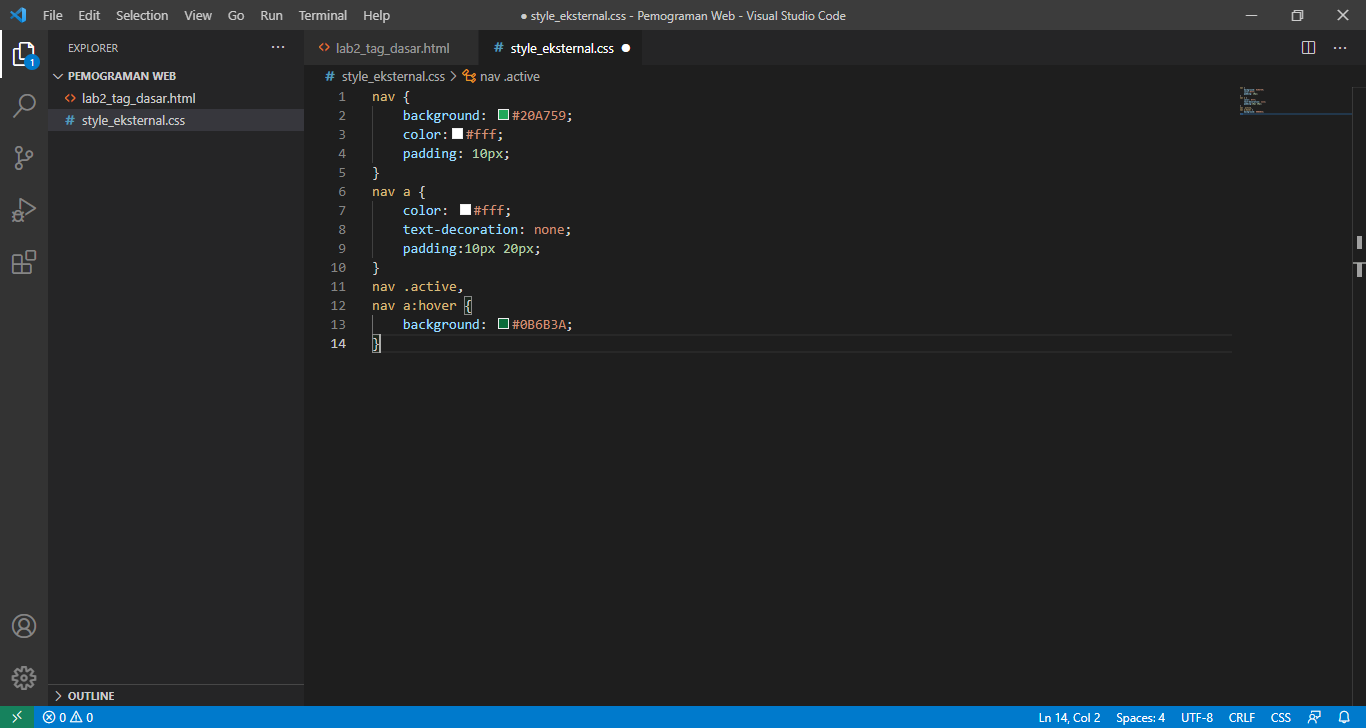 File Edit Selection View Go Run Terminal Help
● style_eksternal.css - Pemograman Web - Visual Studio Code
EXPLORER ···
PEMOGRAMAN WEB
<> lab2_tag_dasar.html
# style_eksternal.css
1
<> lab2_tag_dasar.html
# style_eksternal.css ●
# style_eksternal.css > nav .active
1 nav {
2 background: #20A759;
3 color: #fff;
4 padding: 10px;
5 }
6 nav a {
7 color: #fff;
8 text-decoration: none;
9 padding:10px 20px;
10 }
11 nav .active,
12 nav a:hover {
13 background: #0B6B3A;
14 }
OUTLINE
0 0
Ln 14, Col 2 Spaces: 4 UTF-8 CRLF CSS